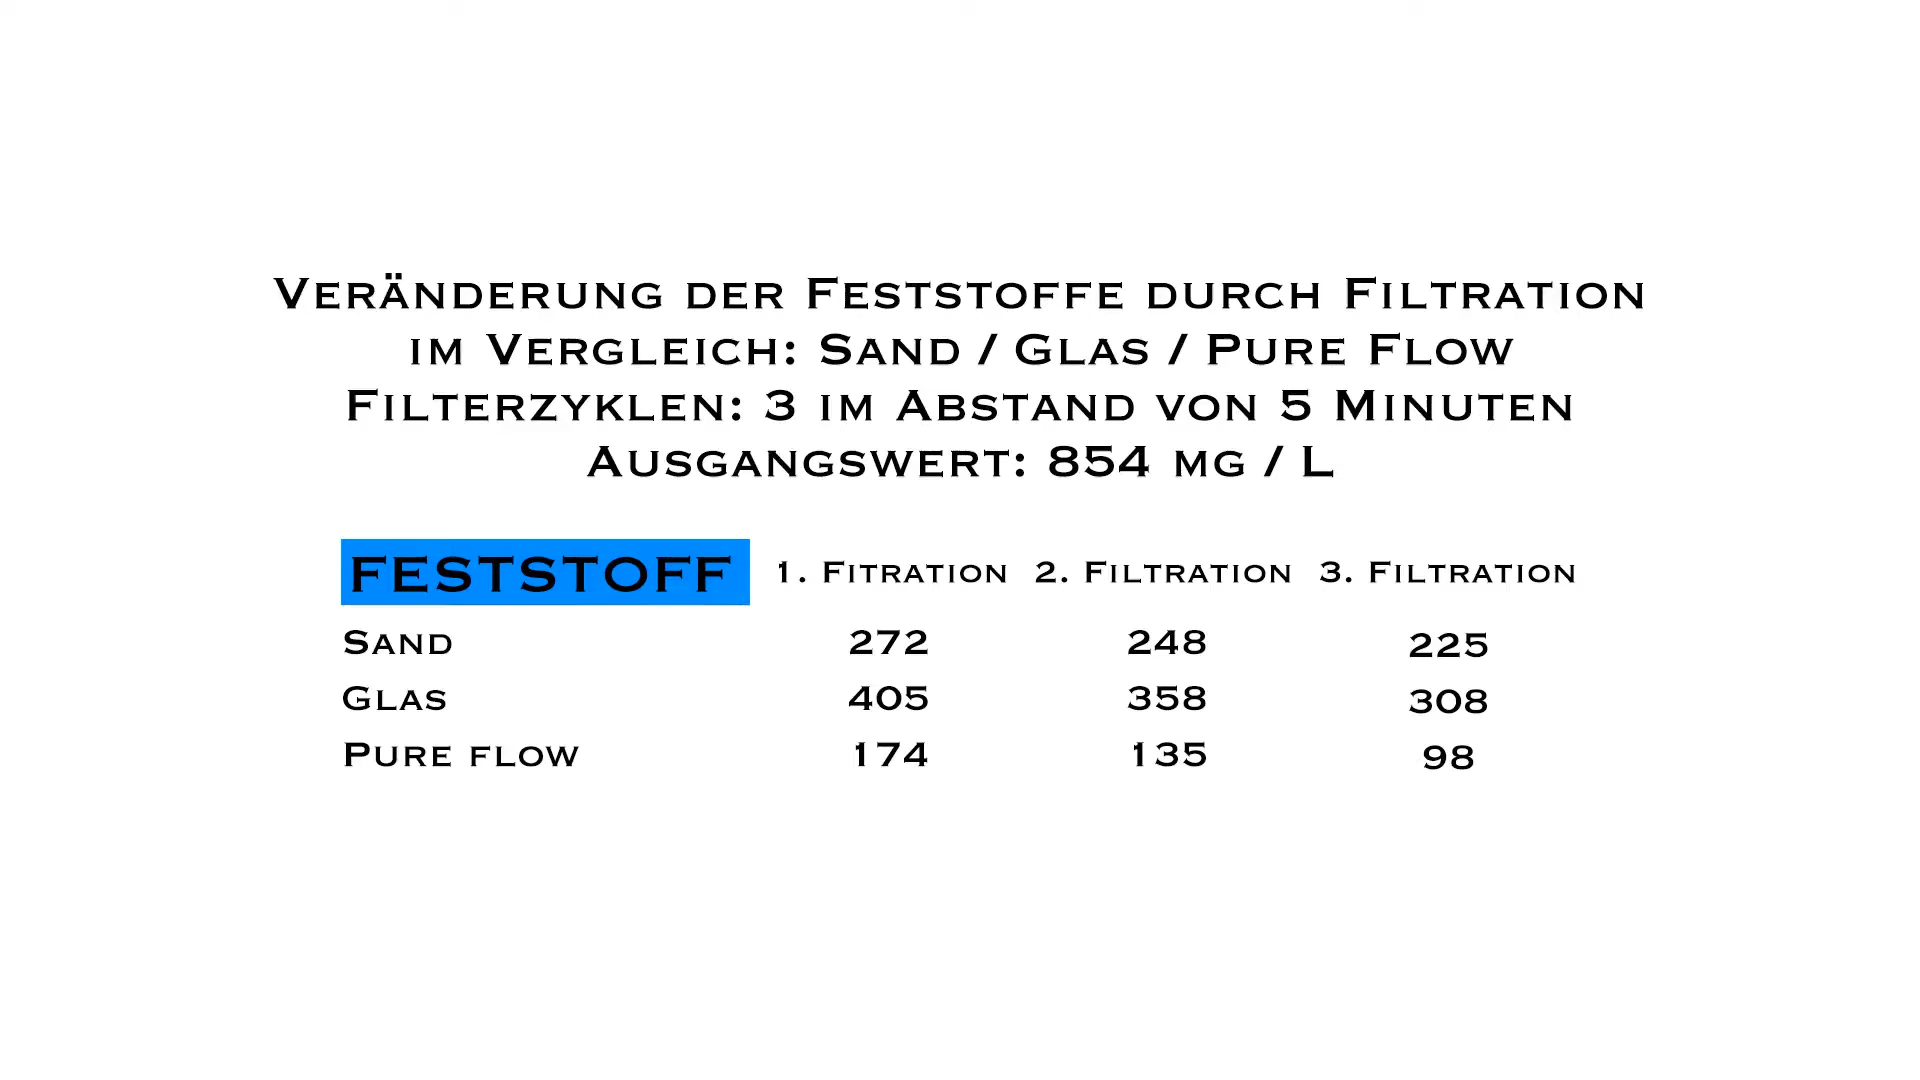 Veränderung der Feststoffe durch Filtration
im Vergleich: Sand / Glas / Pure Flow
Filterzyklen: 3 im Abstand von 5 Minuten
Ausgangswert: 854 mg / L
FESTSTOFF 1. Fitration 2. Filtration 3. Filtration
Sand 272 248 225
Glas 405 358 308
Pure flow 174 135 98